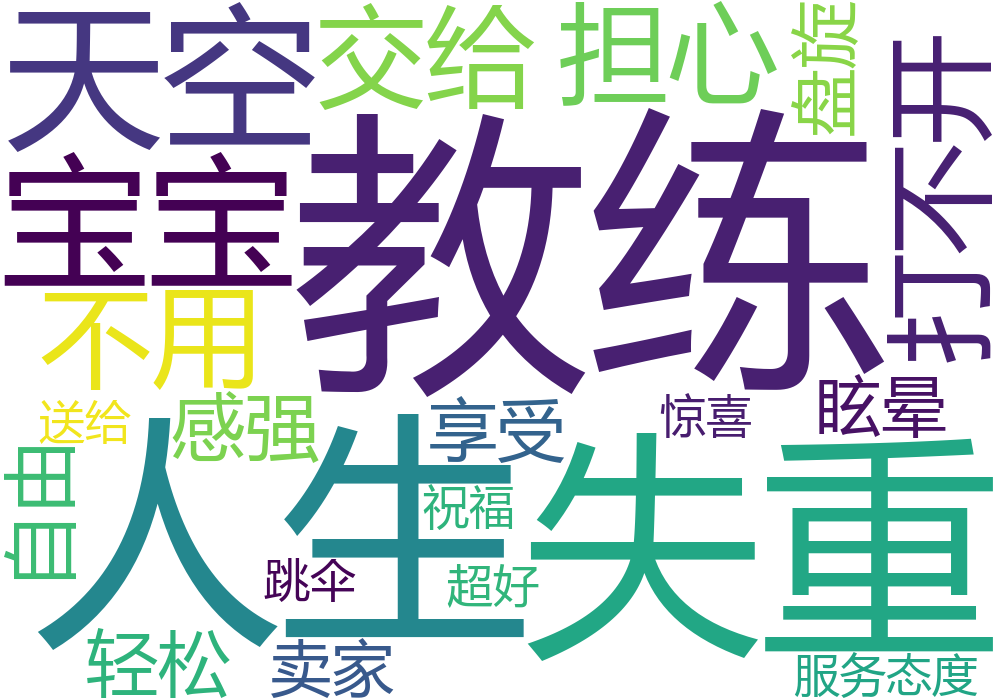 天空
交给
担心
盘旋
打不开
宝宝
教练
不用
送给
感强
享受
惊喜
眩晕
自由
人生
祝福
失重
跳伞
超好
轻松
卖家
服务态度